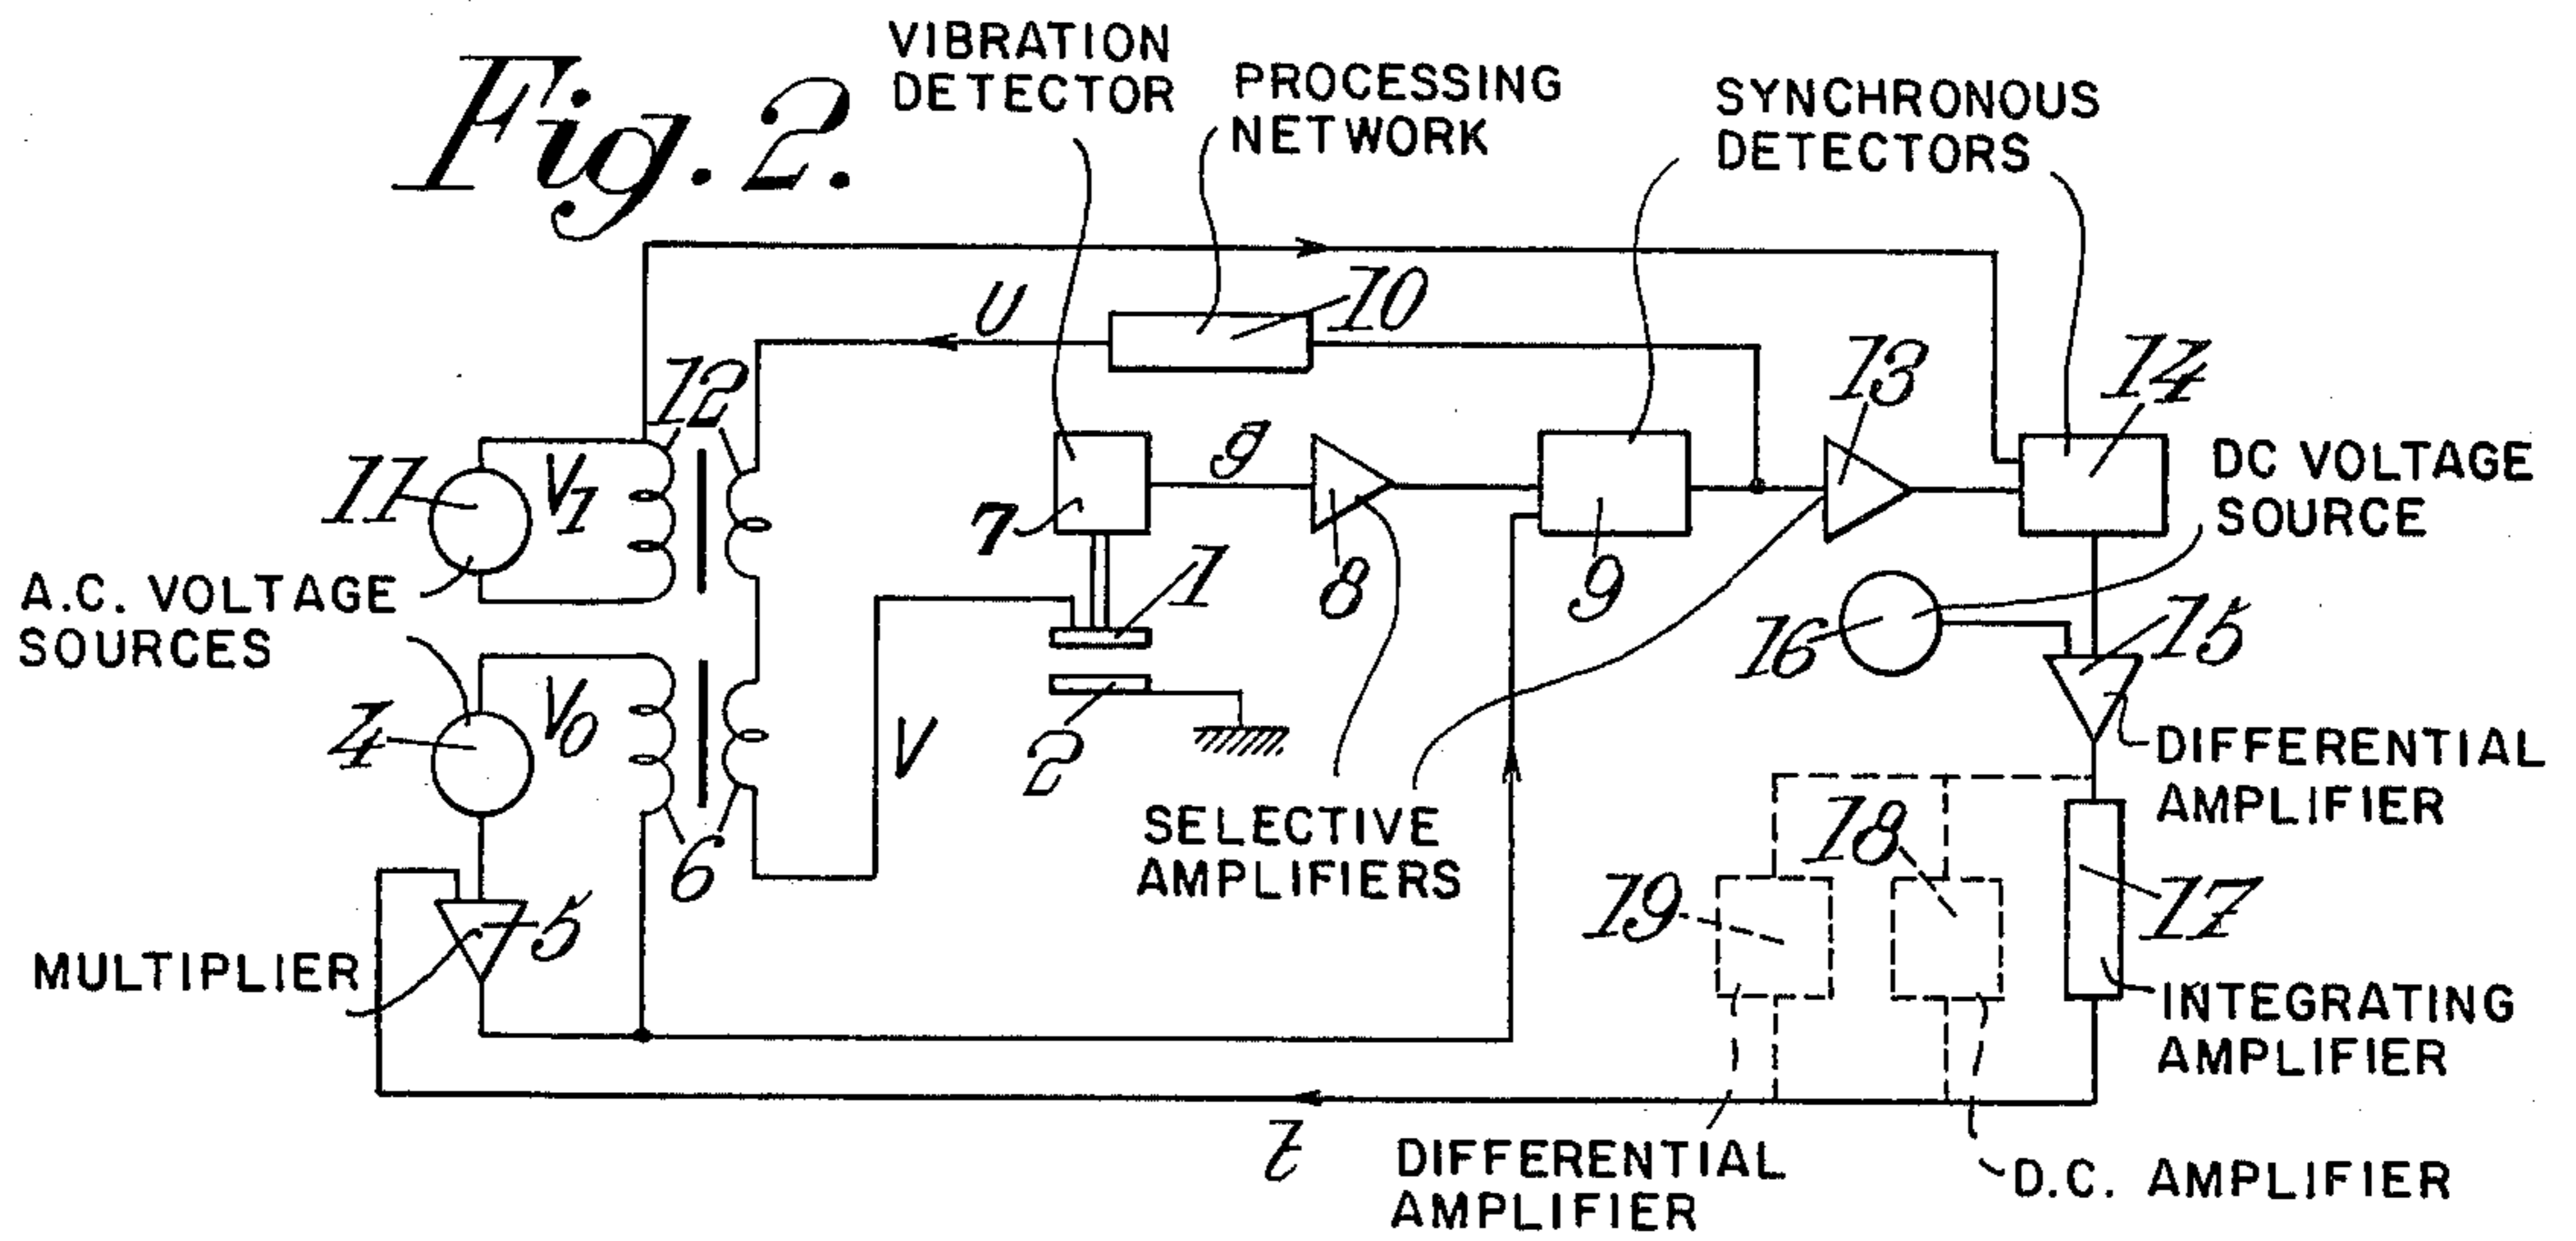 Fig. 2.
VIBRATION
DETECTOR
PROCESSING
NETWORK
SYNCHRONOUS
DETECTORS
U
10
12
13
14
11
V1
7
g
8
9
DC VOLTAGE
SOURCE
A.C. VOLTAGE
SOURCES
1
16
15
4
V0
V
2
DIFFERENTIAL
AMPLIFIER
SELECTIVE
AMPLIFIERS
6
18
19
17
MULTIPLIER
5
INTEGRATING
AMPLIFIER
DIFFERENTIAL
AMPLIFIER
D.C. AMPLIFIER